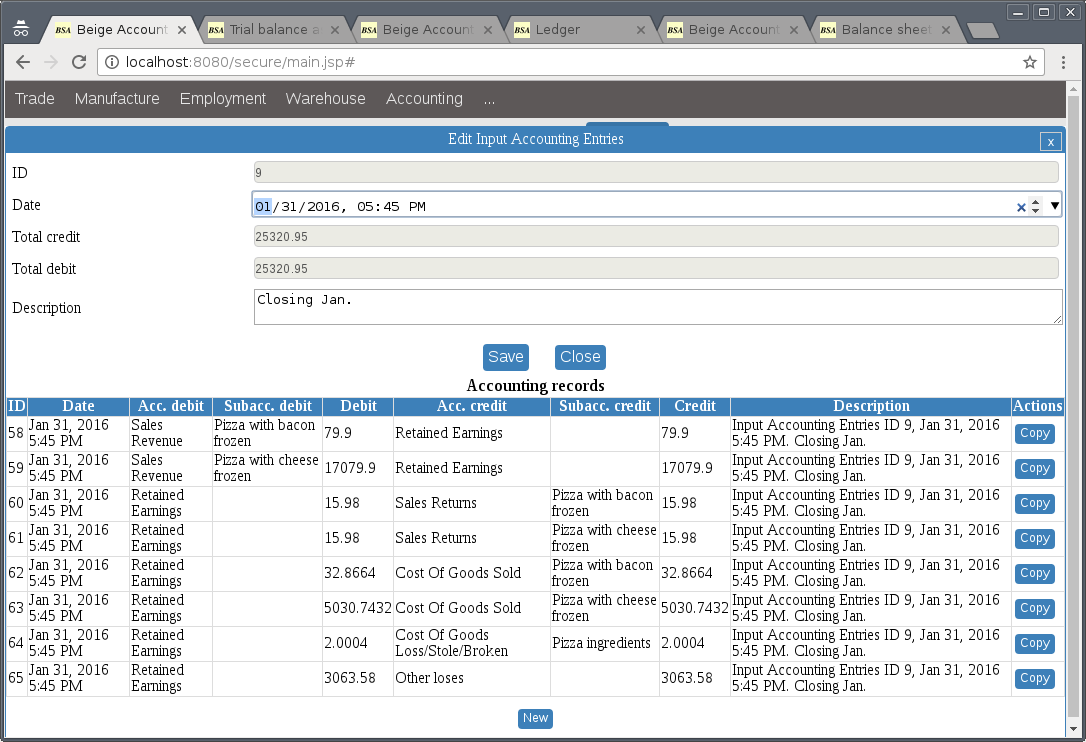 BSA Beige Account
BSA Trial balance a
BSA Beige Account
BSA Ledger
BSA Beige Account
BSA Balance sheet
localhost:8080/secure/main.jsp#
Trade Manufacture Employment Warehouse Accounting ...
Edit Input Accounting Entries
x
ID 9
Date 01/31/2016, 05:45 PM
Total credit 25320.95
Total debit 25320.95
Description Closing Jan.
Save Close
Accounting records
ID Date Acc. debit Subacc. debit Debit Acc. credit Subacc. credit Credit Description Actions
58 Jan 31, 2016 5:45 PM Sales Revenue Pizza with bacon frozen 79.9 Retained Earnings 79.9 Input Accounting Entries ID 9, Jan 31, 2016 5:45 PM. Closing Jan. Copy
59 Jan 31, 2016 5:45 PM Sales Revenue Pizza with cheese frozen 17079.9 Retained Earnings 17079.9 Input Accounting Entries ID 9, Jan 31, 2016 5:45 PM. Closing Jan. Copy
60 Jan 31, 2016 5:45 PM Retained Earnings 15.98 Sales Returns Pizza with bacon frozen 15.98 Input Accounting Entries ID 9, Jan 31, 2016 5:45 PM. Closing Jan. Copy
61 Jan 31, 2016 5:45 PM Retained Earnings 15.98 Sales Returns Pizza with cheese frozen 15.98 Input Accounting Entries ID 9, Jan 31, 2016 5:45 PM. Closing Jan. Copy
62 Jan 31, 2016 5:45 PM Retained Earnings 32.8664 Cost Of Goods Sold Pizza with bacon frozen 32.8664 Input Accounting Entries ID 9, Jan 31, 2016 5:45 PM. Closing Jan. Copy
63 Jan 31, 2016 5:45 PM Retained Earnings 5030.7432 Cost Of Goods Sold Pizza with cheese frozen 5030.7432 Input Accounting Entries ID 9, Jan 31, 2016 5:45 PM. Closing Jan. Copy
64 Jan 31, 2016 5:45 PM Retained Earnings 2.0004 Cost Of Goods Loss/Stole/Broken Pizza ingredients 2.0004 Input Accounting Entries ID 9, Jan 31, 2016 5:45 PM. Closing Jan. Copy
65 Jan 31, 2016 5:45 PM Retained Earnings 3063.58 Other loses 3063.58 Input Accounting Entries ID 9, Jan 31, 2016 5:45 PM. Closing Jan. Copy
New